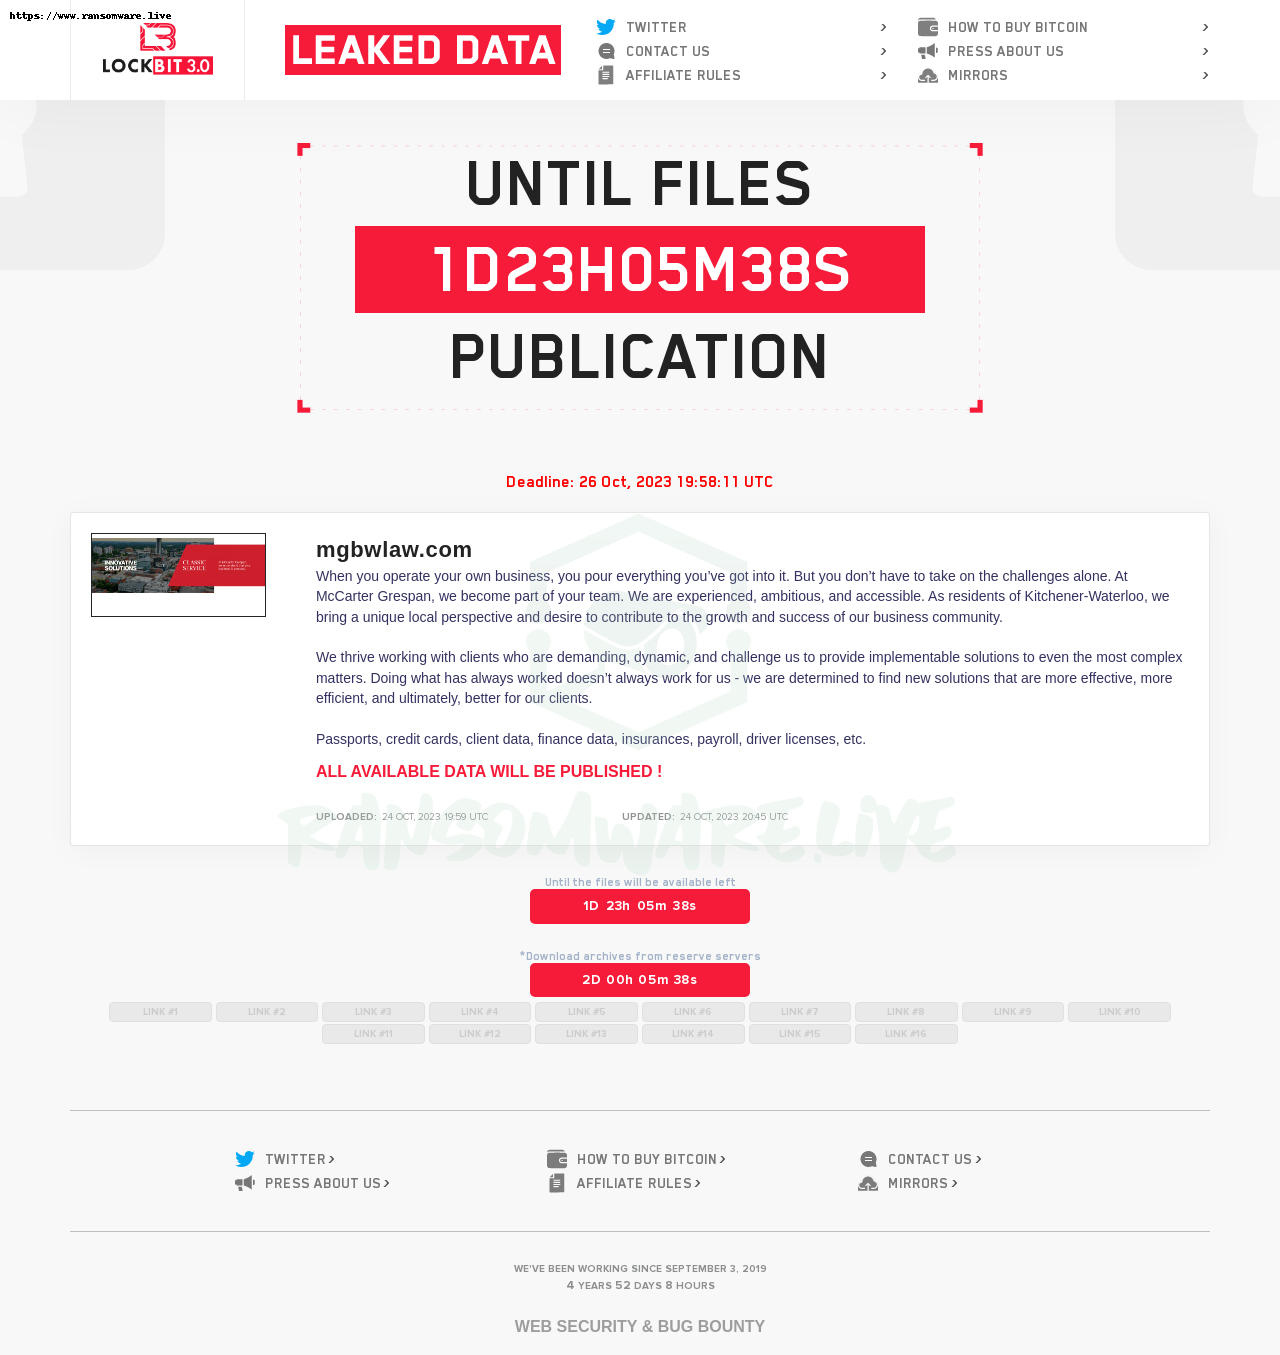 https://www.ransomware.live
LOCKBIT 3.0
LEAKED DATA
TWITTER >
CONTACT US >
AFFILIATE RULES >
HOW TO BUY BITCOIN >
PRESS ABOUT US >
MIRRORS >
UNTIL FILES
1D23H05M38S
PUBLICATION
Deadline: 26 Oct, 2023 19:58:11 UTC
INNOVATIVE
SOLUTIONS
CLASSIC
SERVICE
mgbwlaw.com
When you operate your own business, you pour everything you’ve got into it. But you don’t have to take on the challenges alone. At
McCarter Grespan, we become part of your team. We are experienced, ambitious, and accessible. As residents of Kitchener-Waterloo, we
bring a unique local perspective and desire to contribute to the growth and success of our business community.
We thrive working with clients who are demanding, dynamic, and challenge us to provide implementable solutions to even the most complex
matters. Doing what has always worked doesn’t always work for us - we are determined to find new solutions that are more effective, more
efficient, and ultimately, better for our clients.
Passports, credit cards, client data, finance data, insurances, payroll, driver licenses, etc.
ALL AVAILABLE DATA WILL BE PUBLISHED !
UPLOADED: 24 OCT, 2023 19:59 UTC UPDATED: 24 OCT, 2023 20:45 UTC
RANSOMWARE.LIVE
Until the files will be available left
1D 23h 05m 38s
*Download archives from reserve servers
2D 00h 05m 38s
LINK #1 LINK #2 LINK #3 LINK #4 LINK #5 LINK #6 LINK #7 LINK #8 LINK #9 LINK #10
LINK #11 LINK #12 LINK #13 LINK #14 LINK #15 LINK #16
TWITTER > HOW TO BUY BITCOIN > CONTACT US >
PRESS ABOUT US > AFFILIATE RULES > MIRRORS >
WE'VE BEEN WORKING SINCE SEPTEMBER 3, 2019
4 YEARS 52 DAYS 8 HOURS
WEB SECURITY & BUG BOUNTY